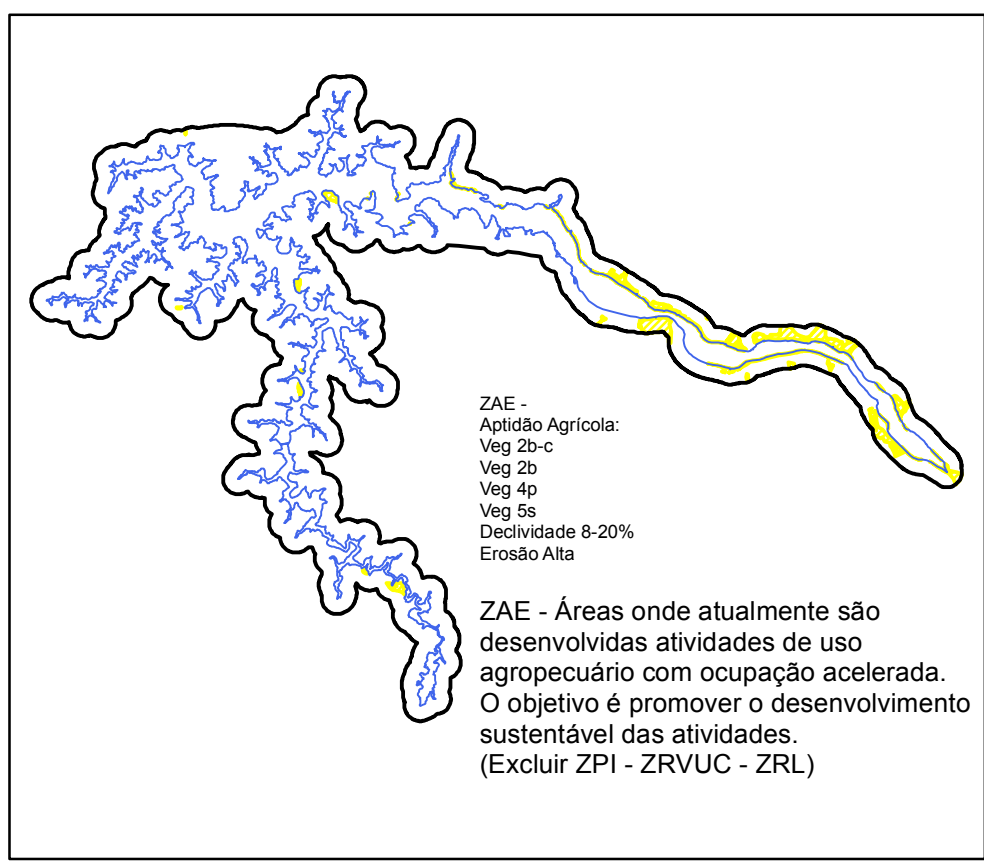 ZAE -
Aptidão Agrícola:
Veg 2b-c
Veg 2b
Veg 4p
Veg 5s
Declividade 8-20%
Erosão Alta
ZAE - Áreas onde atualmente são
desenvolvidas atividades de uso
agropecuário com ocupação acelerada.
O objetivo é promover o desenvolvimento
sustentável das atividades.
(Excluir ZPI - ZRVUC - ZRL)